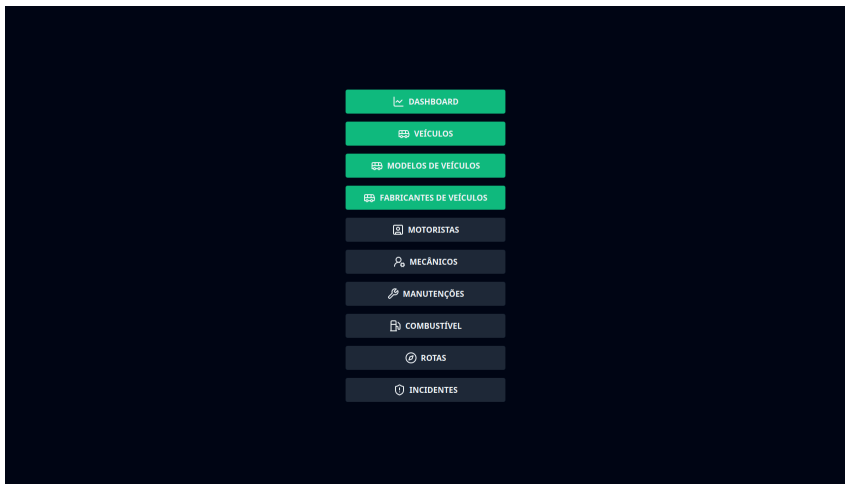 DASHBOARD
VEÍCULOS
MODELOS DE VEÍCULOS
FABRICANTES DE VEÍCULOS
MOTORISTAS
MECÂNICOS
MANUTENÇÕES
COMBUSTÍVEL
ROTAS
INCIDENTES